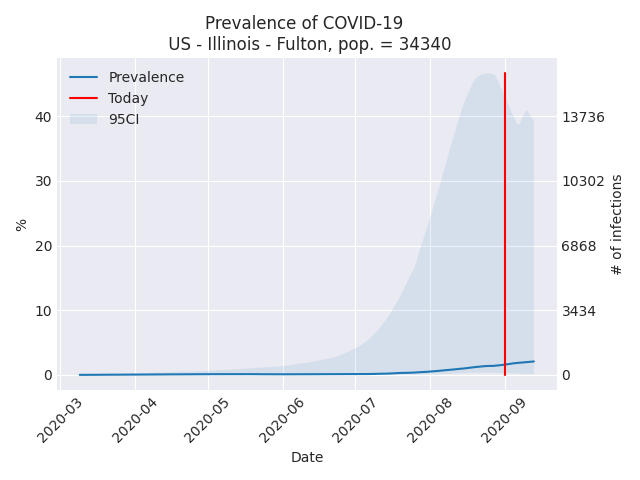 Prevalence of COVID-19
US - Illinois - Fulton, pop. = 34340
Prevalence
Today
95CI
40
30
20
10
0
%
13736
10302
6868
3434
0
# of infections
2020-03
2020-04
2020-05
2020-06
2020-07
2020-08
2020-09
Date